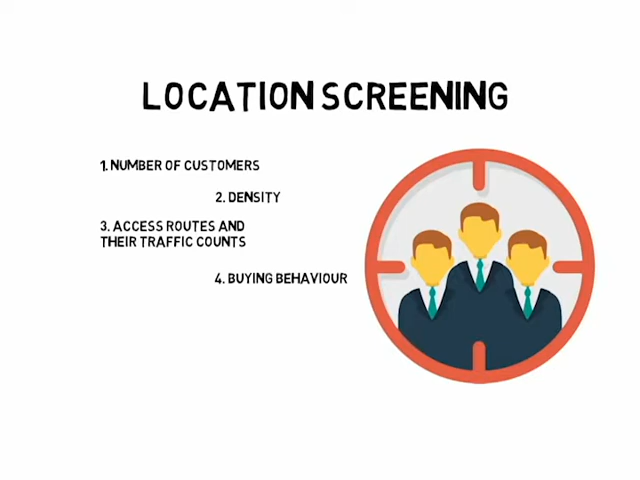 LOCATION SCREENING
1. NUMBER OF CUSTOMERS
2. DENSITY
3. ACCESS ROUTES AND
THEIR TRAFFIC COUNTS
4. BUYING BEHAVIOUR